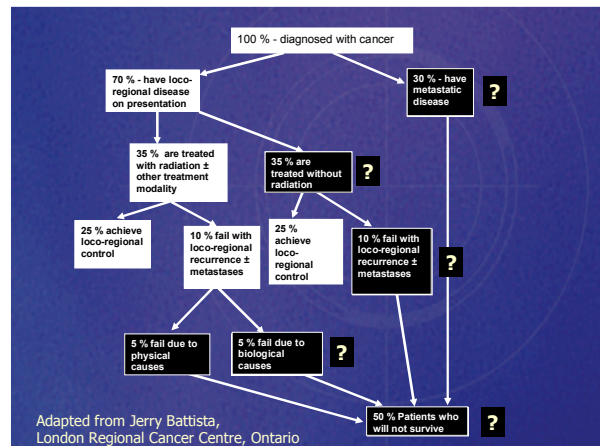 100 % - diagnosed with cancer
70 % - have loco-
regional disease
on presentation
30 % - have
metastatic
disease
?
35 % are treated
with radiation ±
other treatment
modality
35 % are
treated without
radiation
?
25 % achieve
loco-regional
control
10 % fail with
loco-regional
recurrence ±
metastases
25 %
achieve
loco-
regional
control
10 % fail with
loco-regional
recurrence ±
metastases
?
5 % fail due to
physical
causes
5 % fail due to
biological
causes
?
50 % Patients who
will not survive
?
Adapted from Jerry Battista,
London Regional Cancer Centre, Ontario